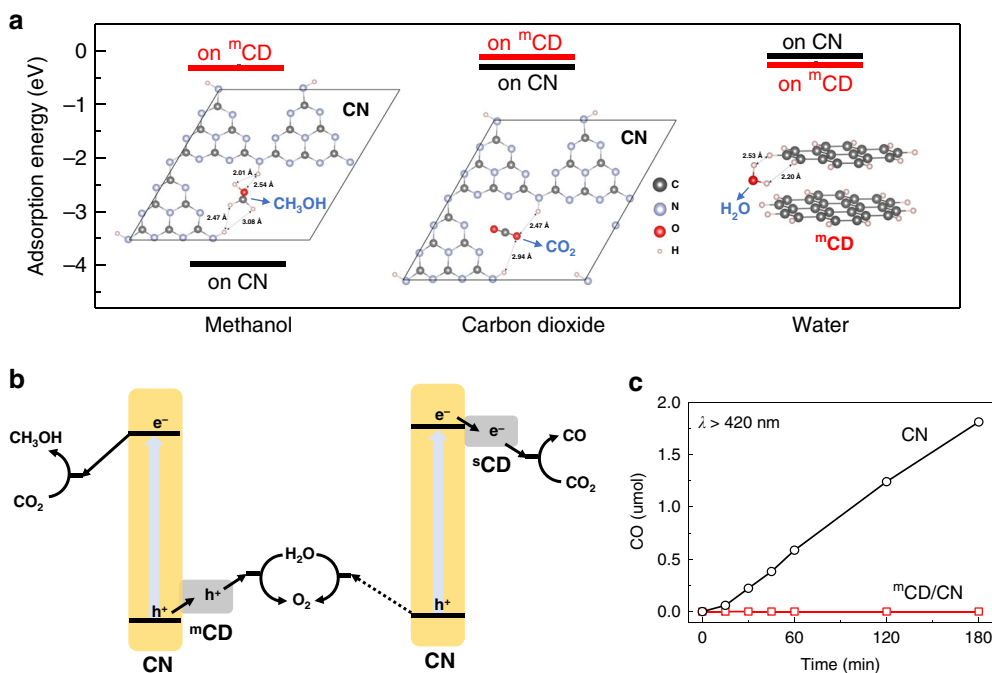 a
Adsorption energy (eV)
0
–1
–2
–3
–4
on ᵐCD
CN
2.01 Å
2.54 Å
CH₃OH
2.47 Å
3.08 Å
on CN
Methanol
on ᵐCD
on CN
CN
2.47 Å
CO₂
2.94 Å
C
N
O
H
Carbon dioxide
on CN
on ᵐCD
2.53 Å
2.20 Å
H₂O
ᵐCD
Water
b
CH₃OH
CO₂
e⁻
h⁺
CN
h⁺
ᵐCD
H₂O
O₂
e⁻
e⁻
ˢCD
CO
CO₂
h⁺
CN
c
CO (umol)
2.0
1.5
1.0
0.5
0.0
λ > 420 nm
CN
ᵐCD/CN
0 60 120 180
Time (min)